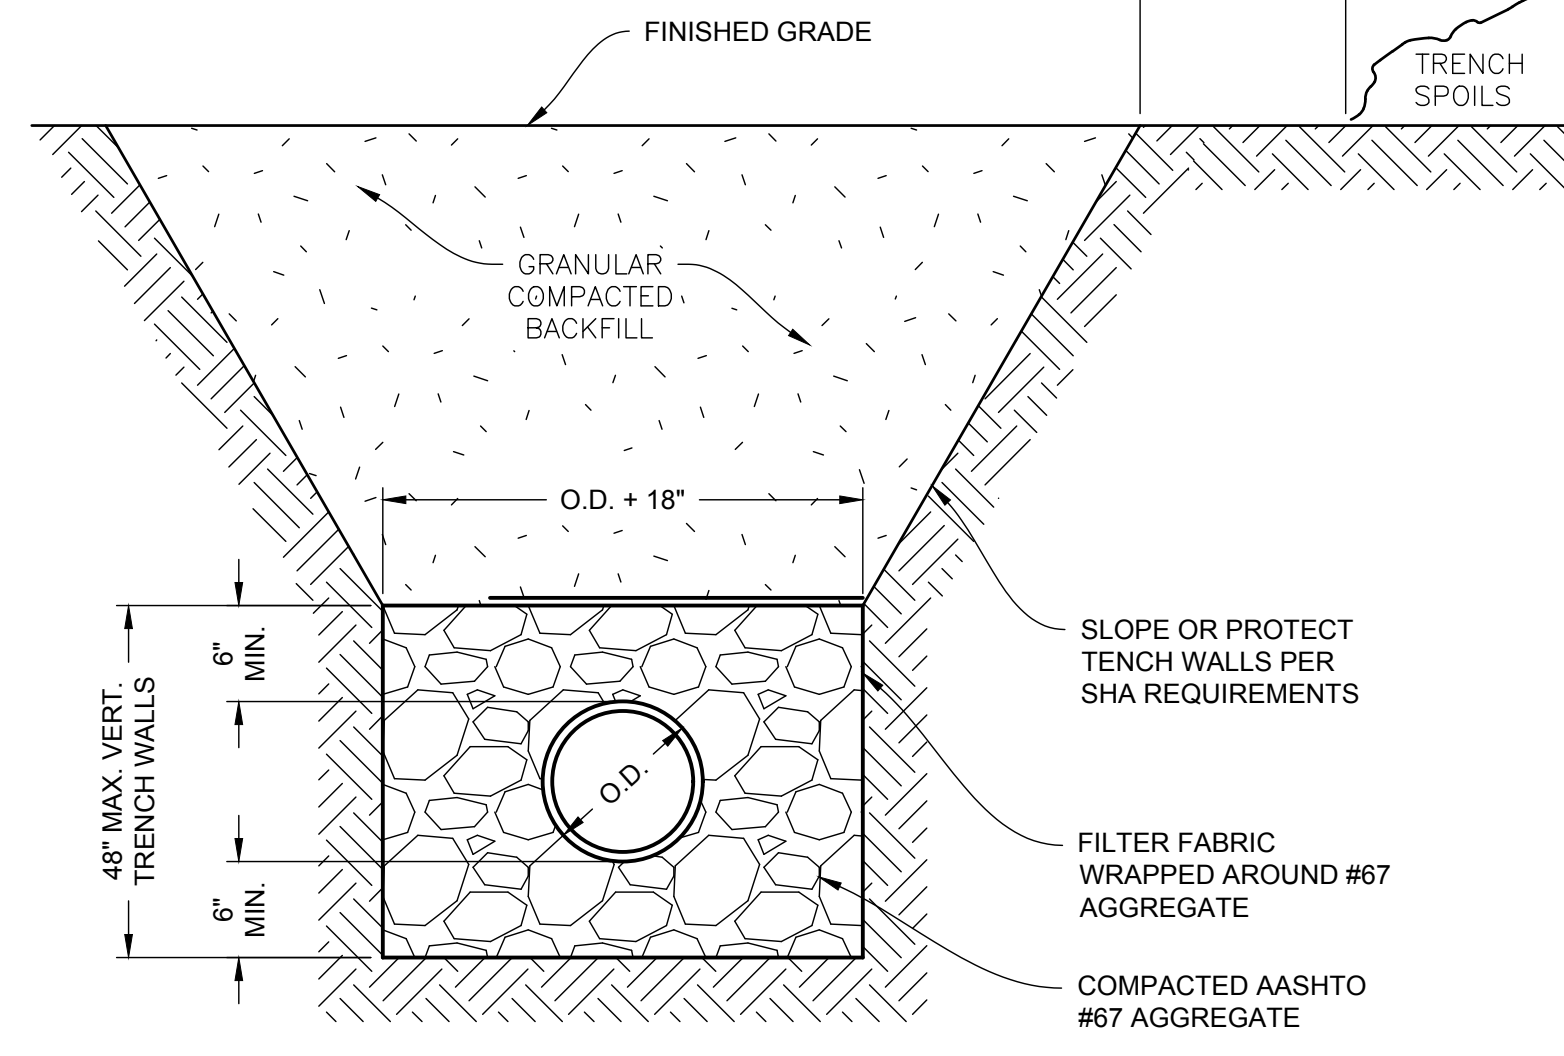 FINISHED GRADE
TRENCH
SPOILS
GRANULAR
COMPACTED
BACKFILL
O.D. + 18"
6"
MIN.
48" MAX. VERT.
TRENCH WALLS
O.D.
6"
MIN.
SLOPE OR PROTECT
TENCH WALLS PER
SHA REQUIREMENTS
FILTER FABRIC
WRAPPED AROUND #67
AGGREGATE
COMPACTED AASHTO
#67 AGGREGATE